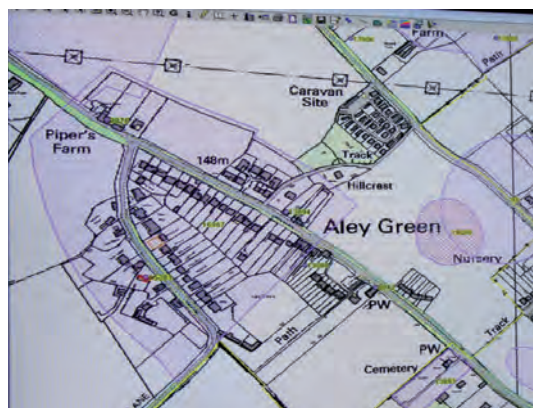 Farm
Path
Caravan
Site
Piper's
Farm
148m
Track
Hillcrest
Aley Green
Nursery
Path
PW
Track
PW
Cemetery